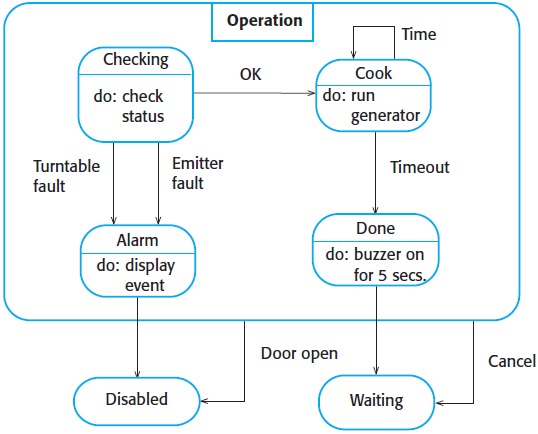 Operation
Time
Checking
OK
Cook
do: check
status
do: run
generator
Turntable
fault
Emitter
fault
Timeout
Alarm
do: display
event
Done
do: buzzer on
for 5 secs.
Door open
Cancel
Disabled
Waiting